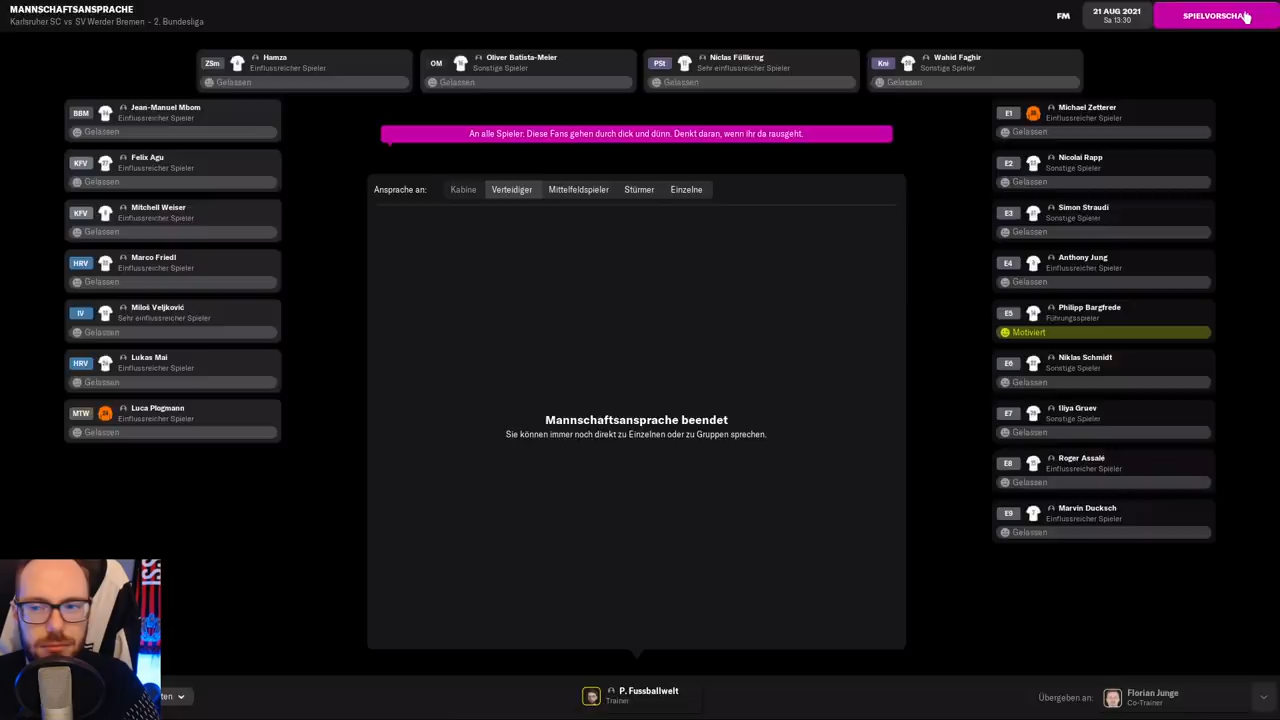 MANNSCHAFTSANSPRACHE
Karlsruher SC vs SV Werder Bremen - 2. Bundesliga
FM
21 AUG 2021
Sa 13:30
ZSm
Hamza
Einflussreicher Spieler
Gelassen
OM
Oliver Batista-Meier
Sonstige Spieler
Gelassen
PSt
Niclas Füllkrug
Sehr einflussreicher Spieler
Gelassen
Kni
Wahid Faghir
Sonstige Spieler
Gelassen
BBM
Jean-Manuel Mbom
Einflussreicher Spieler
Gelassen
KFV
Felix Agu
Einflussreicher Spieler
Gelassen
KFV
Mitchell Weiser
Einflussreicher Spieler
Gelassen
HRV
Marco Friedl
Einflussreicher Spieler
Gelassen
IV
Miloš Veljković
Sehr einflussreicher Spieler
Gelassen
HRV
Lukas Mai
Einflussreicher Spieler
Gelassen
MTW
Luca Plogmann
Einflussreicher Spieler
Gelassen
An alle Spieler: Diese Fans gehen durch dick und dünn. Denkt daran, wenn ihr da rausgeht.
Ansprache an: Kabine Verteidiger Mittelfeldspieler Stürmer Einzelne
Mannschaftsansprache beendet
Sie können immer noch direkt zu Einzelnen oder zu Gruppen sprechen.
E1
Michael Zetterer
Einflussreicher Spieler
Gelassen
E2
Nicolai Rapp
Sonstige Spieler
Gelassen
E3
Simon Straudi
Sonstige Spieler
Gelassen
E4
Anthony Jung
Einflussreicher Spieler
Gelassen
E5
Philipp Bargfrede
Führungsspieler
Motiviert
E6
Niklas Schmidt
Sonstige Spieler
Gelassen
E7
Iliya Gruev
Sonstige Spieler
Gelassen
E8
Roger Assalé
Einflussreicher Spieler
Gelassen
E9
Marvin Ducksch
Einflussreicher Spieler
Gelassen
P. Fussballwelt
Trainer
Übergeben an:
Florian Junge
Co-Trainer